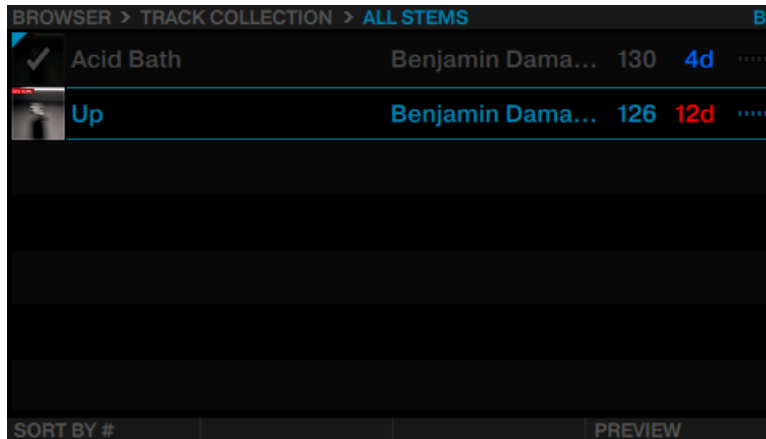 BROWSER > TRACK COLLECTION > ALL STEMS B
Acid Bath Benjamin Dama... 130 4d
Up Benjamin Dama... 126 12d
SORT BY # PREVIEW